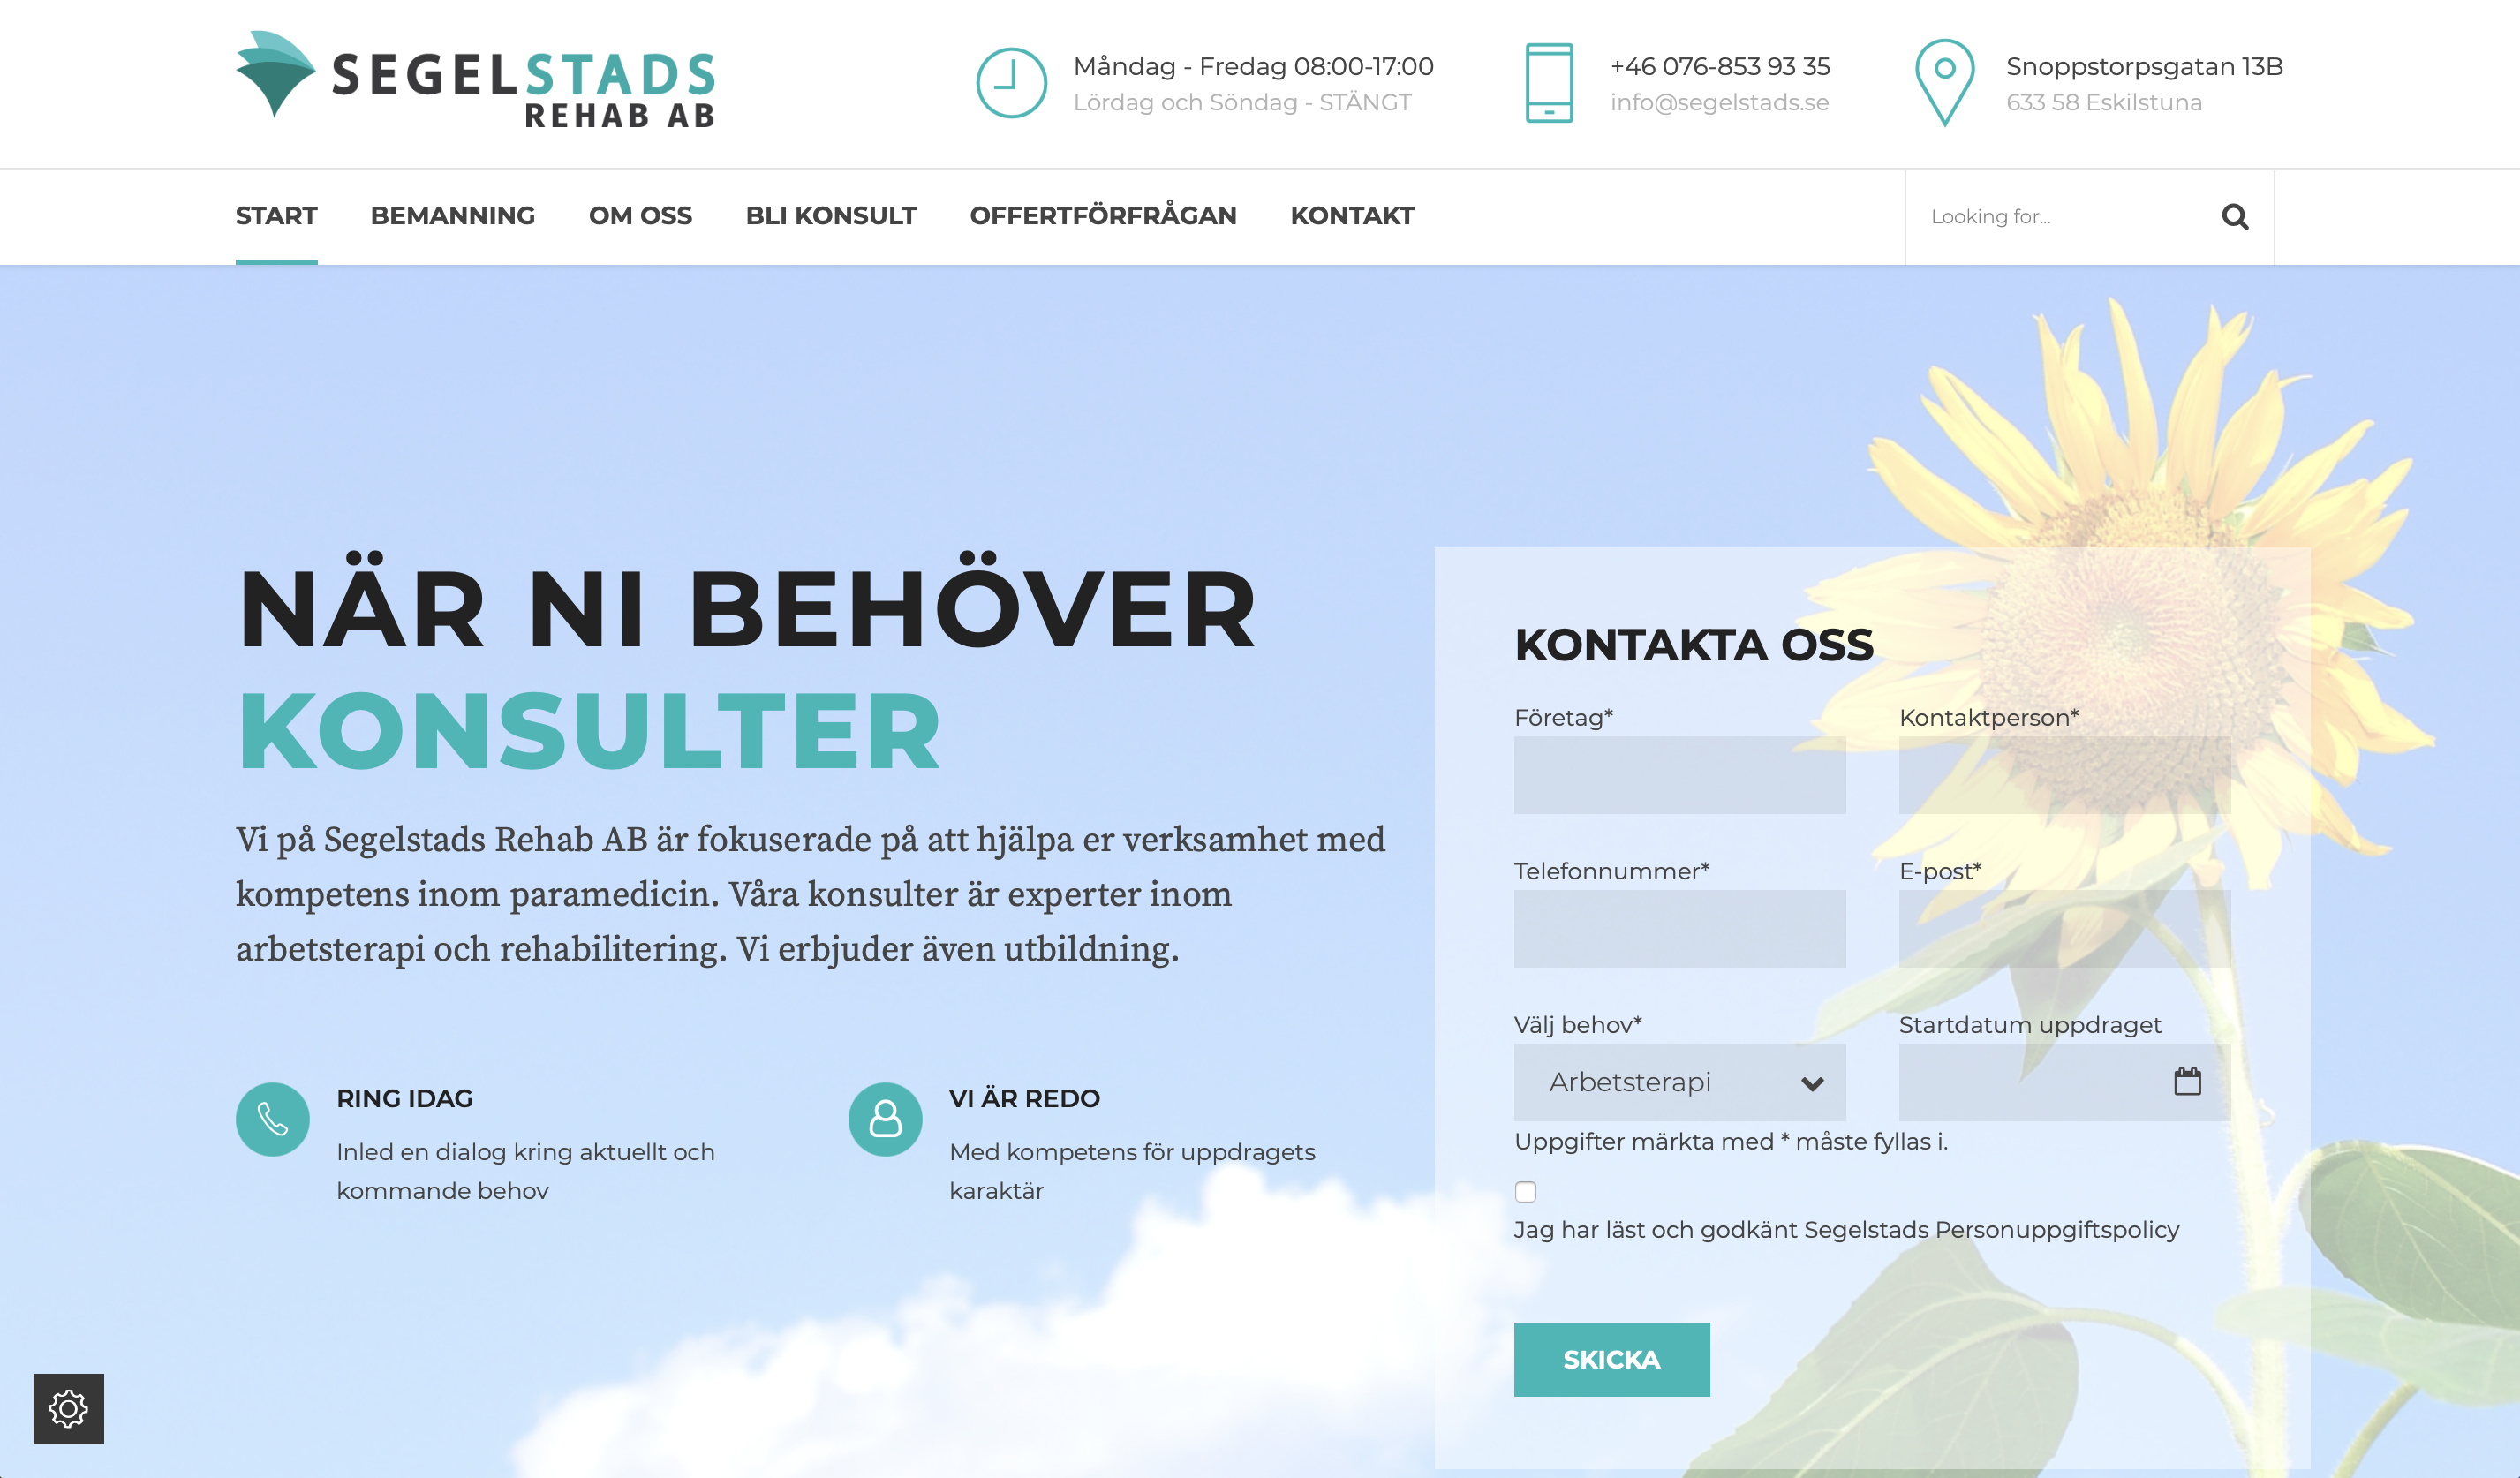 SEGELSTADS
REHAB AB
Måndag - Fredag 08:00-17:00
Lördag och Söndag - STÄNGT
+46 076-853 93 35
info@segelstads.se
Snoppstorpsgatan 13B
633 58 Eskilstuna
START
BEMANNING
OM OSS
BLI KONSULT
OFFERTFÖRFRÅGAN
KONTAKT
Looking for...
NÄR NI BEHÖVER
KONSULTER
Vi på Segelstads Rehab AB är fokuserade på att hjälpa er verksamhet med
kompetens inom paramedicin. Våra konsulter är experter inom
arbetsterapi och rehabilitering. Vi erbjuder även utbildning.
RING IDAG
Inled en dialog kring aktuellt och
kommande behov
VI ÄR REDO
Med kompetens för uppdragets
karaktär
KONTAKTA OSS
Företag*
Kontaktperson*
Telefonnummer*
E-post*
Välj behov*
Startdatum uppdraget
Arbetsterapi
Uppgifter märkta med * måste fyllas i.
Jag har läst och godkänt Segelstads Personuppgiftspolicy
SKICKA